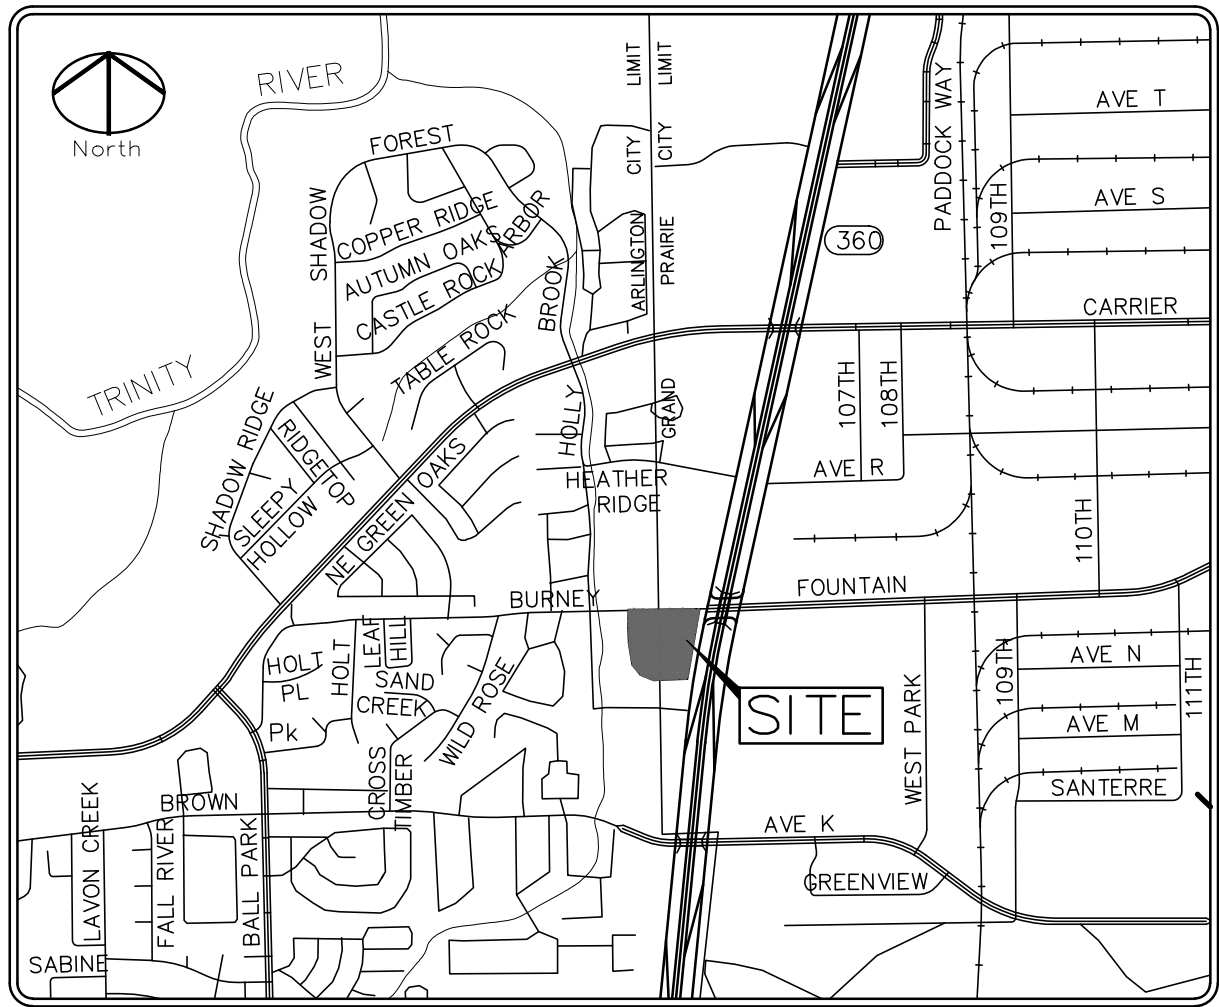 RIVER
North
TRINITY
FOREST
SHADOW
WEST
COPPER RIDGE
AUTUMN OAKS
CASTLE ROCK
ARBOR
TABLE ROCK
BROOK
HOLLY
CITY LIMIT
CITY LIMIT
ARLINGTON
GRAND PRAIRIE
360
PADDOCK WAY
109TH
AVE T
AVE S
CARRIER
107TH
108TH
AVE R
110TH
SHADOW RIDGE
RIDGETOP
SLEEPY
HOLLOW
NE GREEN OAKS
HEATHER
RIDGE
BURNEY
FOUNTAIN
HOLT
PL
Pk
HOLT
LEAF
HILL
SAND
CREEK
WILD ROSE
CROSS
TIMBER
SITE
WEST PARK
109TH
AVE N
AVE M
SANTERRE
111TH
BROWN
LAVON CREEK
FALL RIVER
BALL PARK
SABINE
AVE K
GREENVIEW